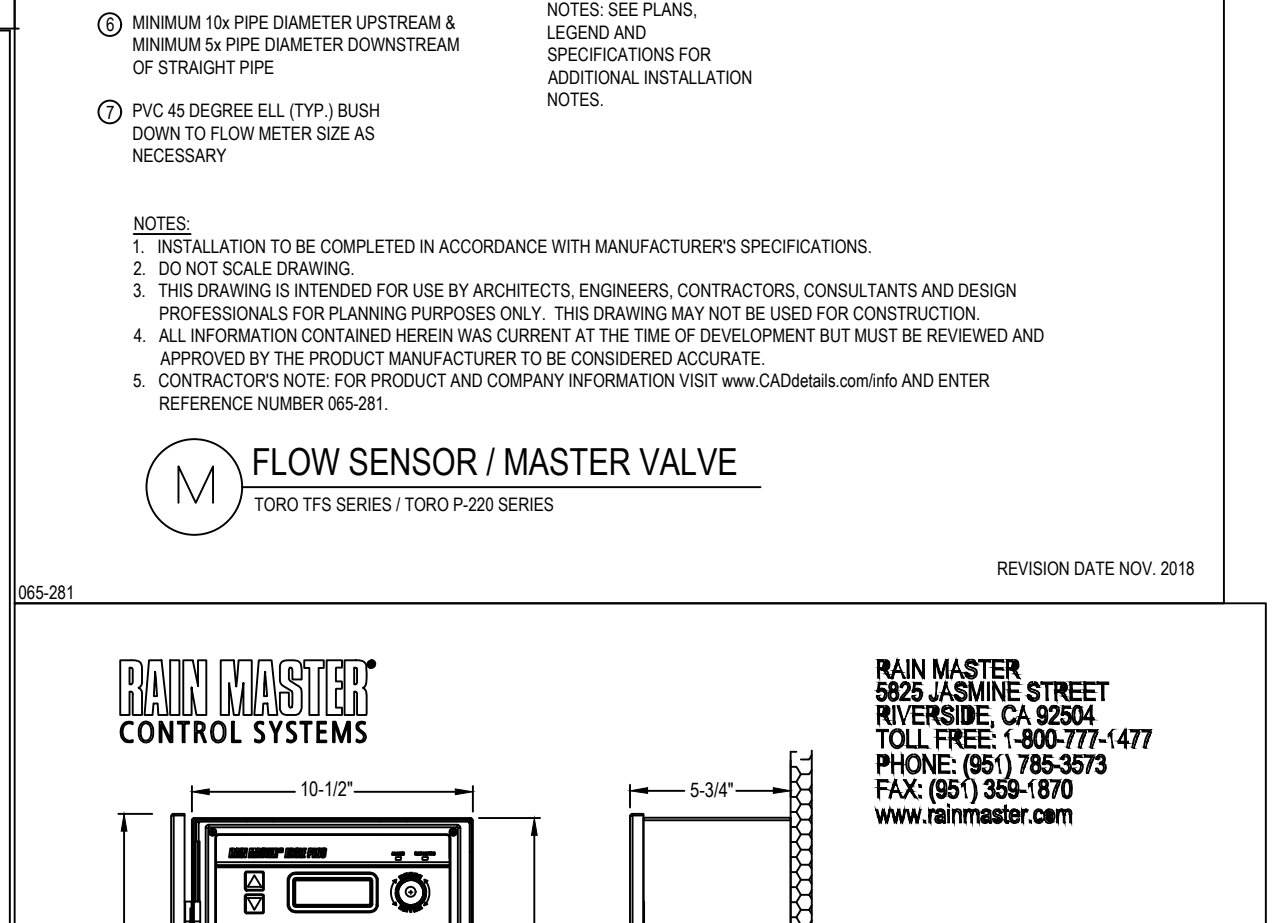 6 MINIMUM 10x PIPE DIAMETER UPSTREAM &
MINIMUM 5x PIPE DIAMETER DOWNSTREAM
OF STRAIGHT PIPE
7 PVC 45 DEGREE ELL (TYP.) BUSH
DOWN TO FLOW METER SIZE AS
NECESSARY
NOTES: SEE PLANS,
LEGEND AND
SPECIFICATIONS FOR
ADDITIONAL INSTALLATION
NOTES.
NOTES:
1. INSTALLATION TO BE COMPLETED IN ACCORDANCE WITH MANUFACTURER'S SPECIFICATIONS.
2. DO NOT SCALE DRAWING.
3. THIS DRAWING IS INTENDED FOR USE BY ARCHITECTS, ENGINEERS, CONTRACTORS, CONSULTANTS AND DESIGN
PROFESSIONALS FOR PLANNING PURPOSES ONLY. THIS DRAWING MAY NOT BE USED FOR CONSTRUCTION.
4. ALL INFORMATION CONTAINED HEREIN WAS CURRENT AT THE TIME OF DEVELOPMENT BUT MUST BE REVIEWED AND
APPROVED BY THE PRODUCT MANUFACTURER TO BE CONSIDERED ACCURATE.
5. CONTRACTOR'S NOTE: FOR PRODUCT AND COMPANY INFORMATION VISIT www.CADdetails.com/info AND ENTER
REFERENCE NUMBER 065-281.
M
FLOW SENSOR / MASTER VALVE
TORO TFS SERIES / TORO P-220 SERIES
REVISION DATE NOV. 2018
065-281
RAIN MASTER
CONTROL SYSTEMS
RAIN MASTER
5825 JASMINE STREET
RIVERSIDE, CA 92504
TOLL FREE: 1-800-777-1477
PHONE: (951) 785-3573
FAX: (951) 359-1870
www.rainmaster.com
10-1/2"
5-3/4"
RAIN MASTER